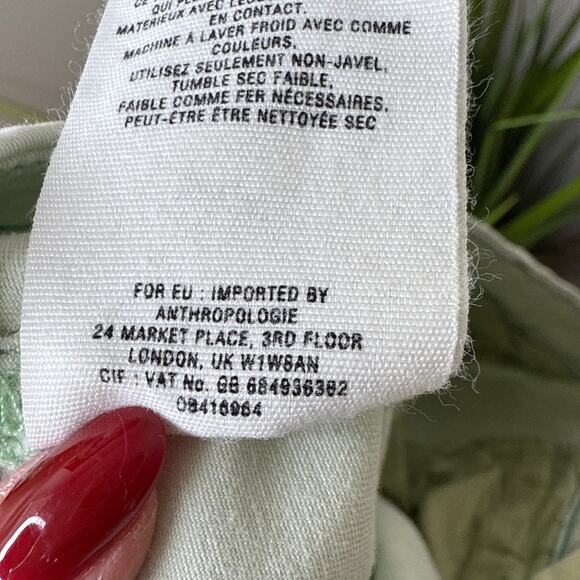 QUI
MATÉRIAUX AVEC
EN CONTACT.
MACHINE À LAVER FROID AVEC COMME
COULEURS,
UTILISEZ SEULEMENT NON-JAVEL,
TUMBLE SEC FAIBLE,
FAIBLE COMME FER NÉCESSAIRES,
PEUT-ÊTRE ÊTRE NETTOYÉE SEC
FOR EU : IMPORTED BY
ANTHROPOLOGIE
24 MARKET PLACE, 3RD FLOOR
LONDON, UK W1W8AN
CIF : VAT No. GB 684936382
08416964